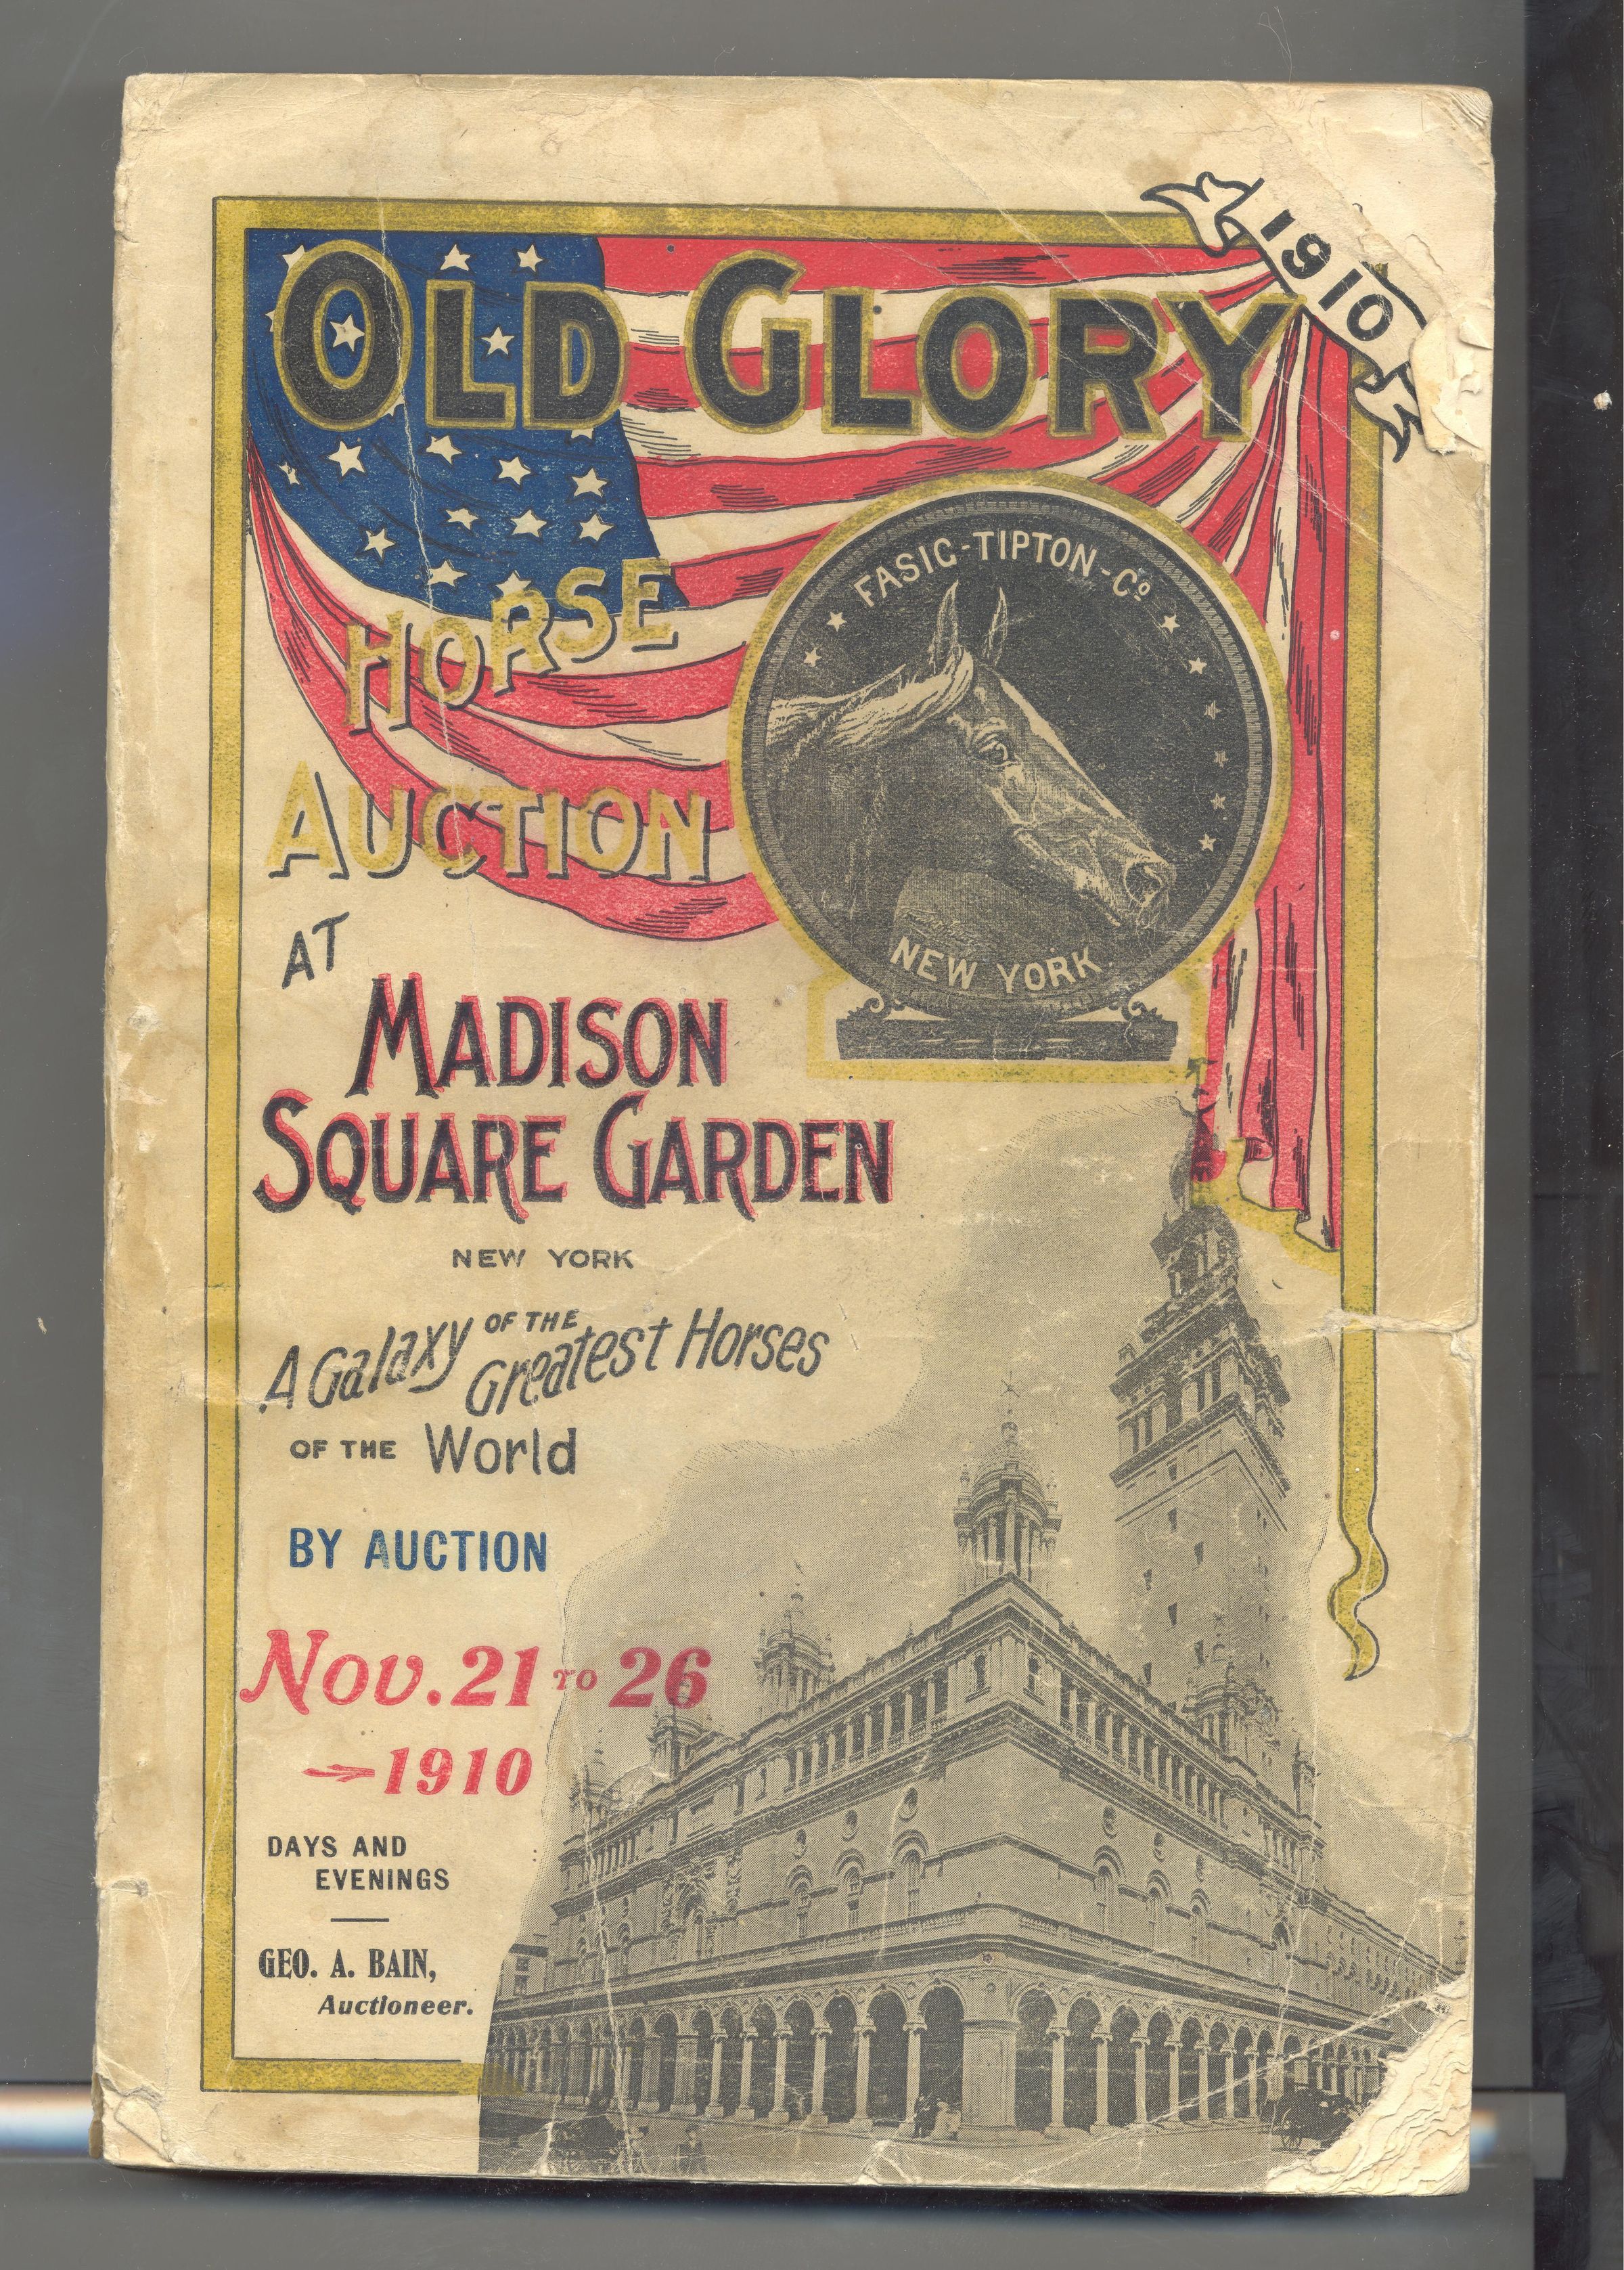 1910
OLD GLORY
FASIG-TIPTON-Co
HORSE
AUCTION
NEW YORK
AT
MADISON
SQUARE GARDEN
NEW YORK
A Galaxy OF THE Greatest Horses
OF THE World
BY AUCTION
Nov. 21 TO 26
1910
DAYS AND
EVENINGS
GEO. A. BAIN,
Auctioneer.